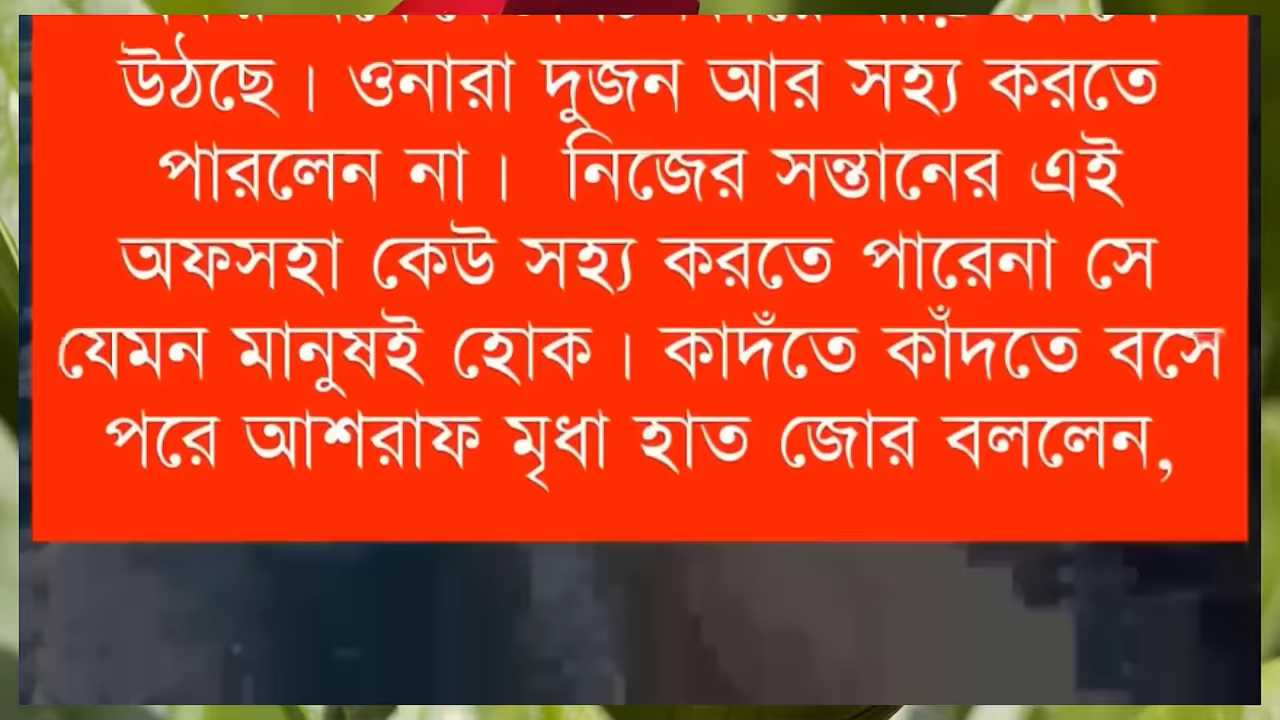 উঠছে। ওনারা দুজন আর সহ্য করতে
পারলেন না। নিজের সন্তানের এই
অফসহা কেউ সহ্য করতে পারেনা সে
যেমন মানুষই হোক। কাদঁতে কাঁদতে বসে
পরে আশরাফ মৃধা হাত জোর বললেন,